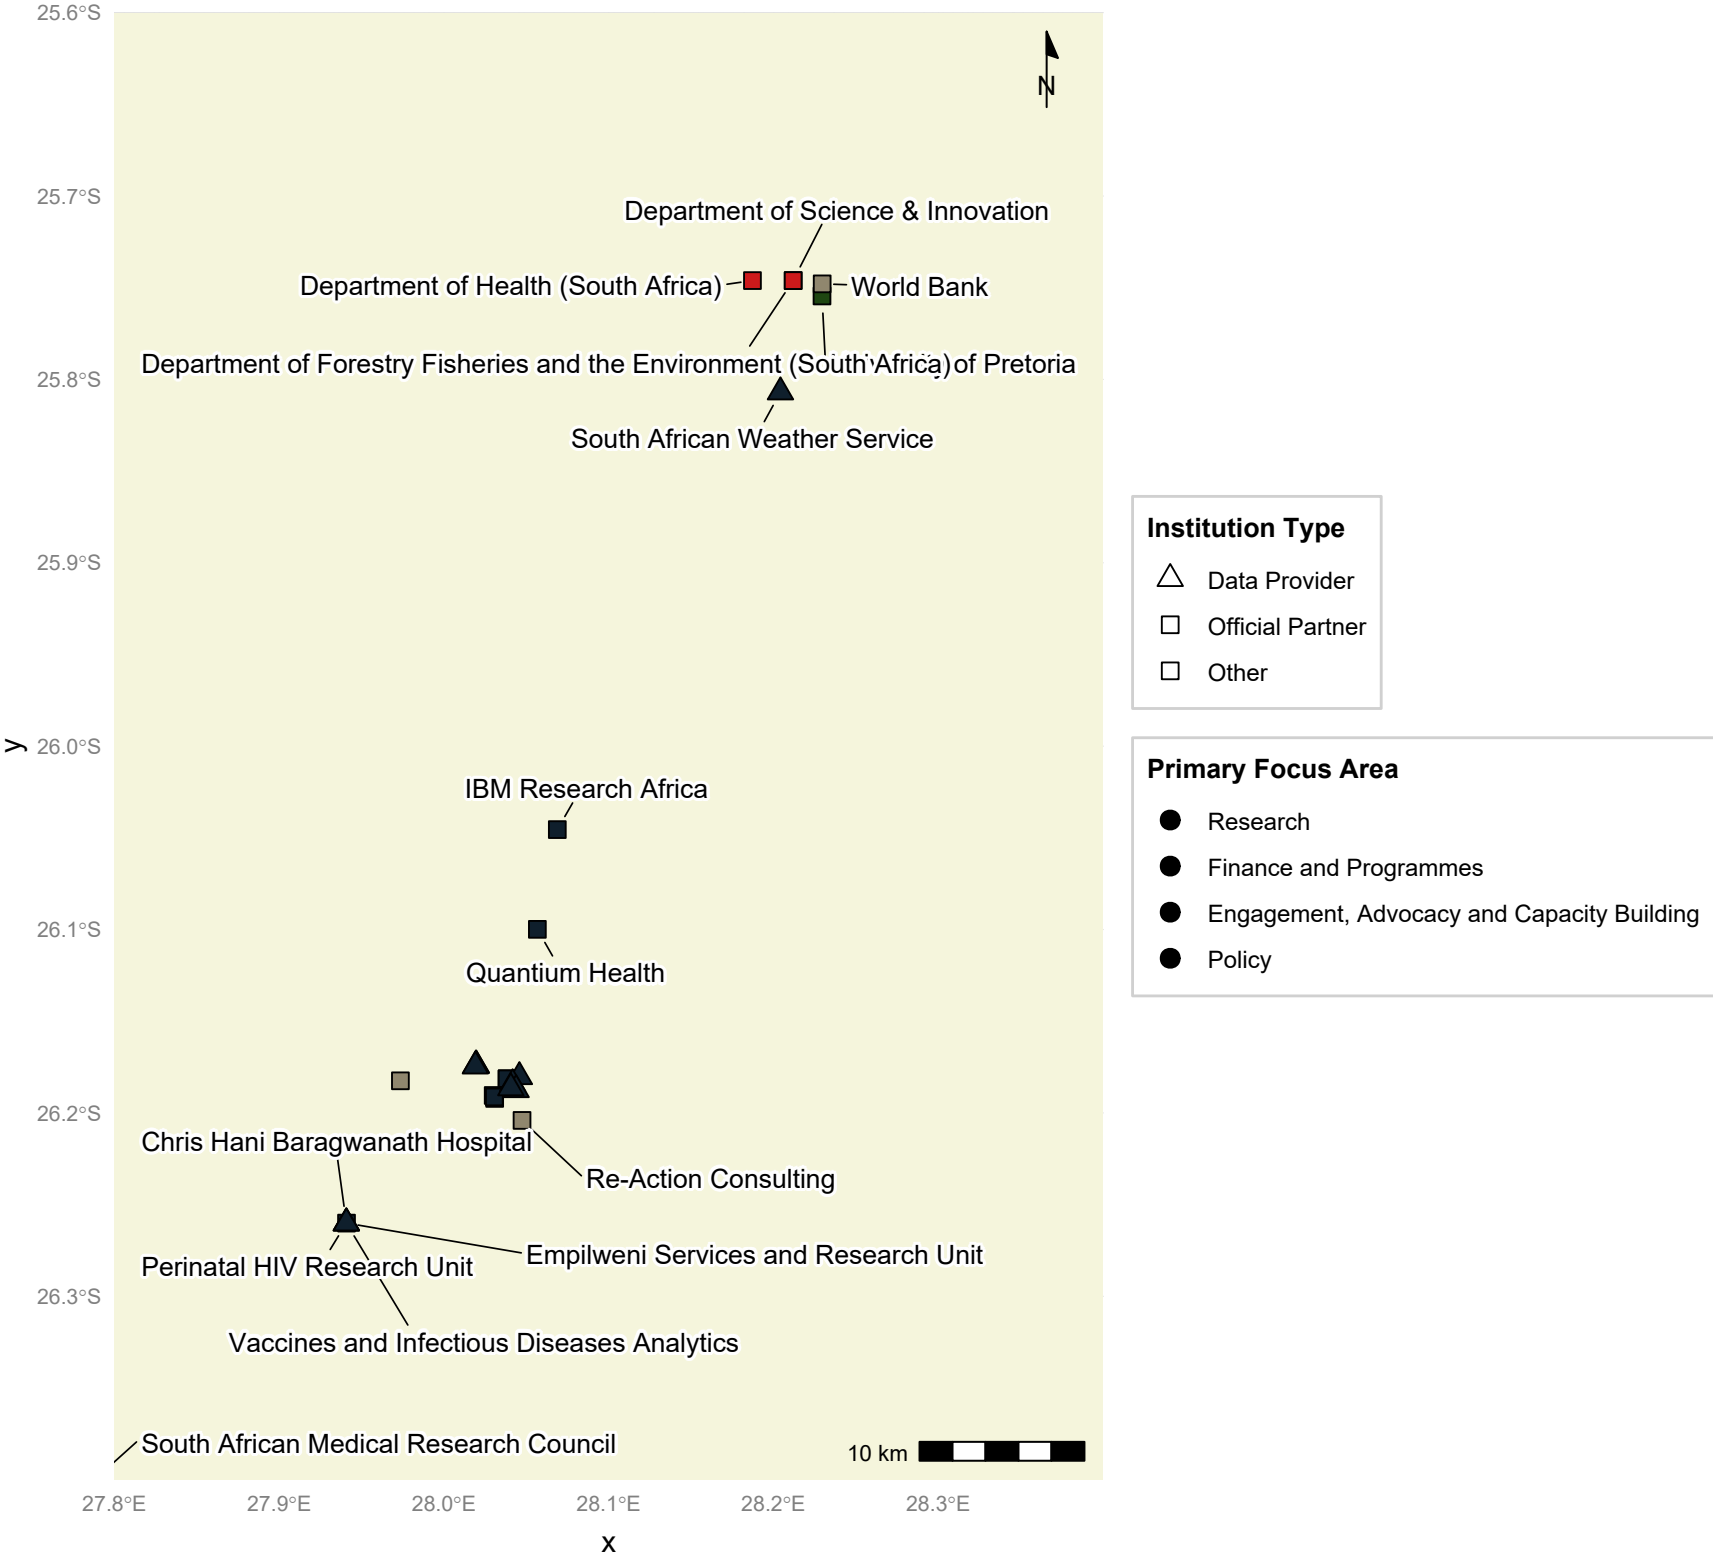 25.6°S
N
25.7°S
Department of Science & Innovation
Department of Health (South Africa)
World Bank
Department of Forestry Fisheries and the Environment (South Africa)
of Pretoria
25.8°S
South African Weather Service
25.9°S
y
26.0°S
IBM Research Africa
26.1°S
Quantium Health
26.2°S
Chris Hani Baragwanath Hospital
Re-Action Consulting
Empilweni Services and Research Unit
Perinatal HIV Research Unit
26.3°S
Vaccines and Infectious Diseases Analytics
South African Medical Research Council
10 km
27.8°E
27.9°E
28.0°E
28.1°E
28.2°E
28.3°E
x
Institution Type
Data Provider
Official Partner
Other
Primary Focus Area
Research
Finance and Programmes
Engagement, Advocacy and Capacity Building
Policy